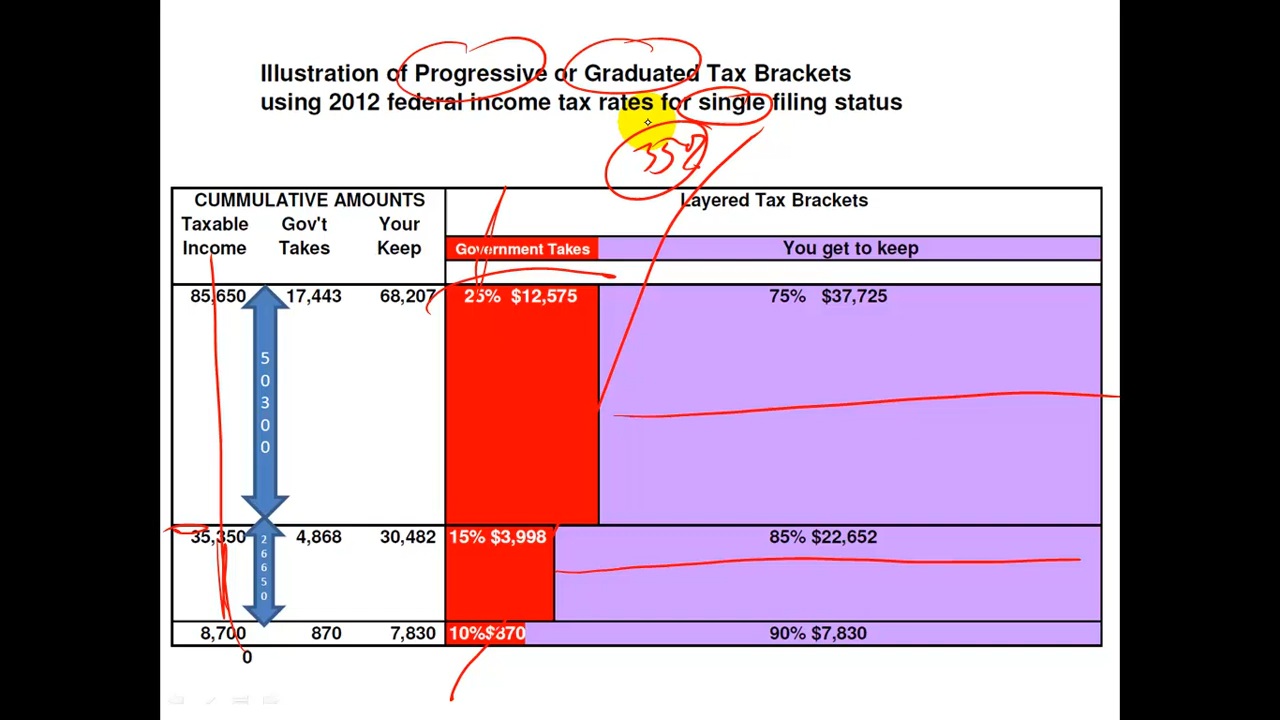 Illustration of Progressive or Graduated Tax Brackets
using 2012 federal income tax rates for single filing status
CUMMULATIVE AMOUNTS
Layered Tax Brackets
Taxable Gov't Your
Income Takes Keep
Government Takes You get to keep
85,650 17,443 68,207 25% $12,575 75% $37,725
5
0
3
0
0
35,350 4,868 30,482 15% $3,998 85% $22,652
2
6
6
5
0
8,700 870 7,830 10%$870 90% $7,830
0